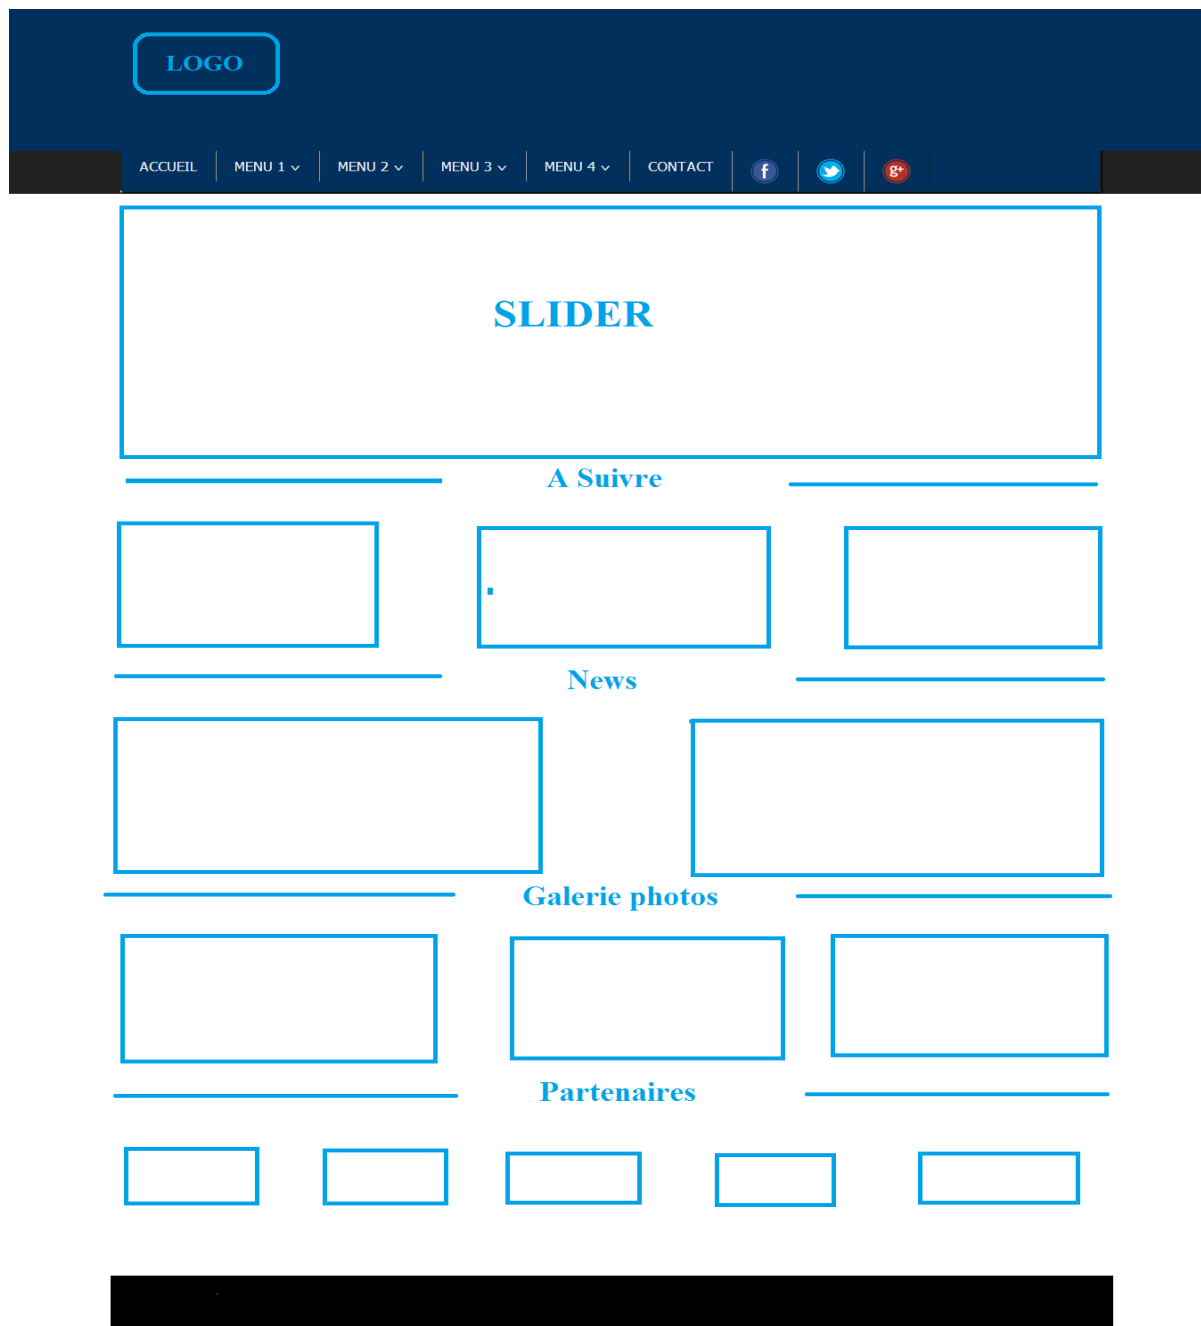 LOGO
ACCUEIL MENU 1 MENU 2 MENU 3 MENU 4 CONTACT f g+
SLIDER
A Suivre
News
Galerie photos
Partenaires